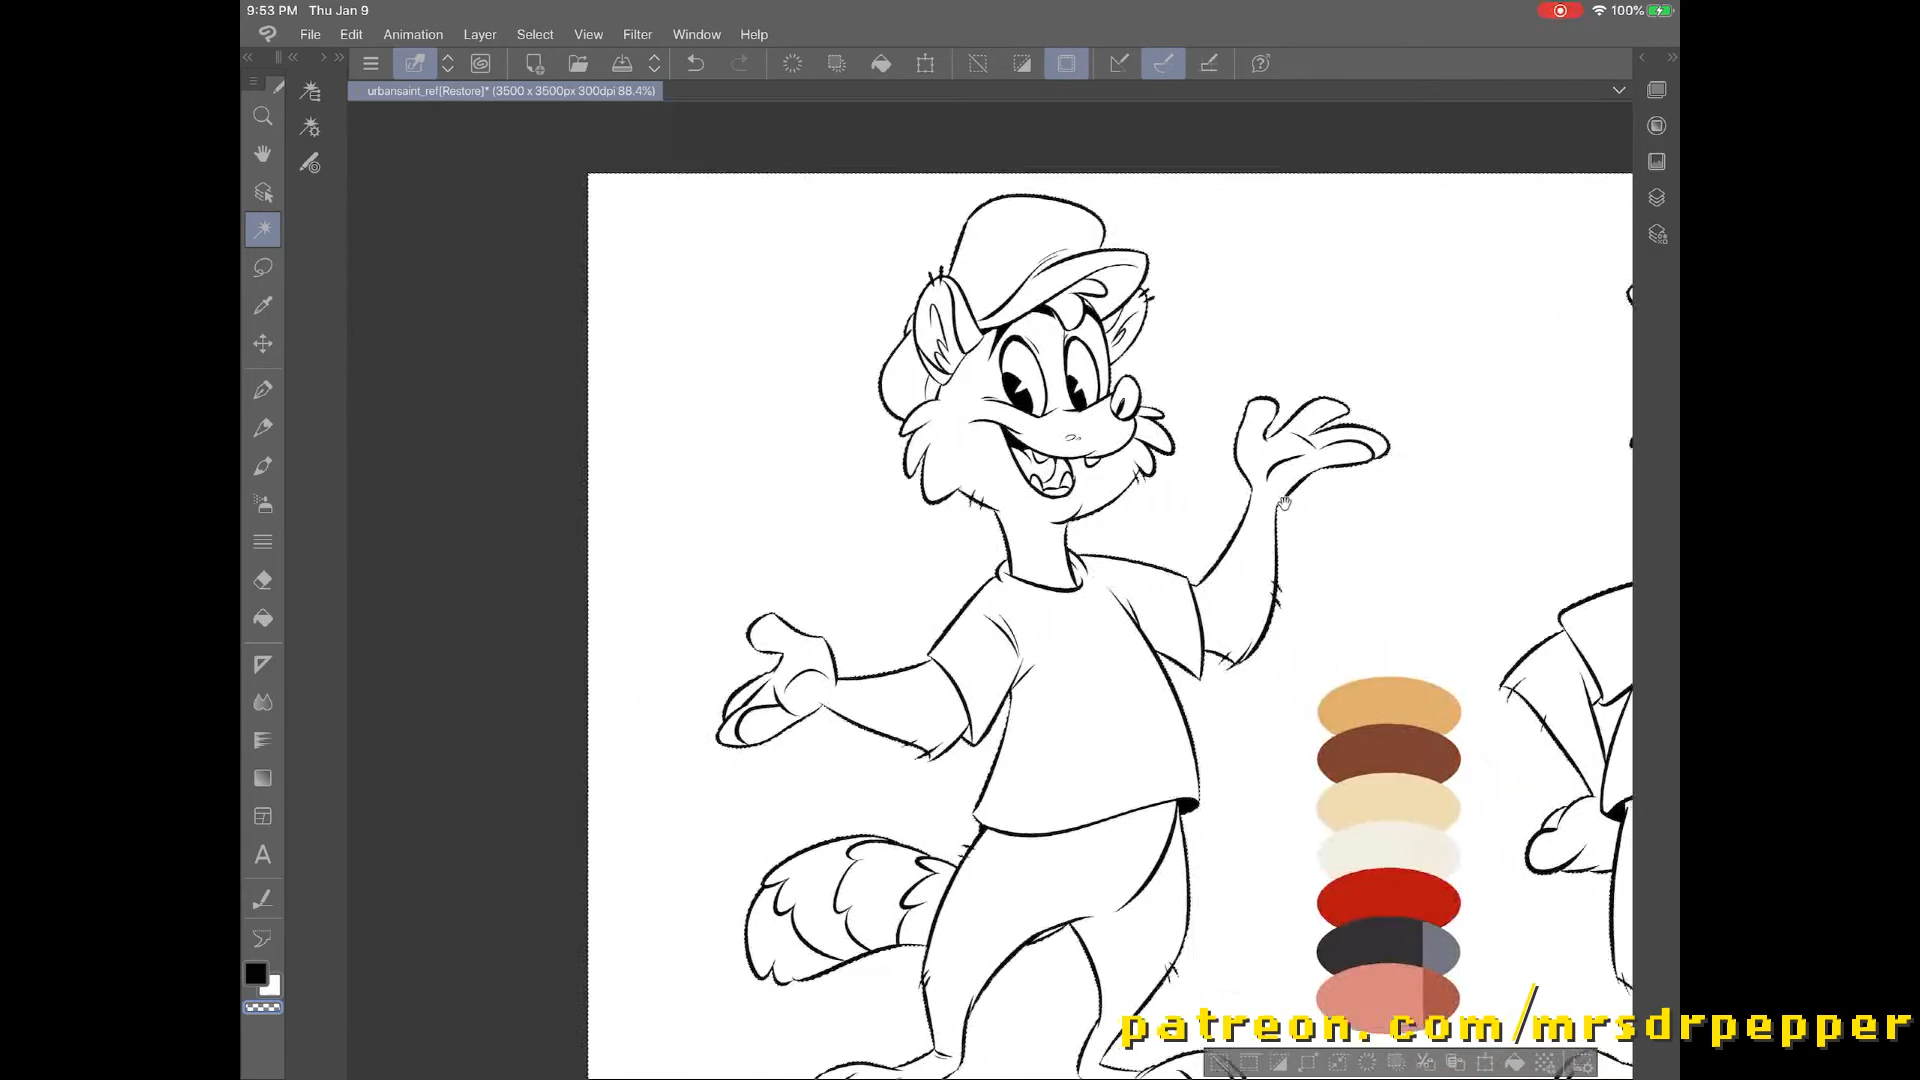 9:53 PM Thu Jan 9
100%
File Edit Animation Layer Selection View Filter Window Help
urbansaint_ref[Restore]* (3500 x 3500px 300dpi 88.4%)
patreon.com/mrsdrpepper